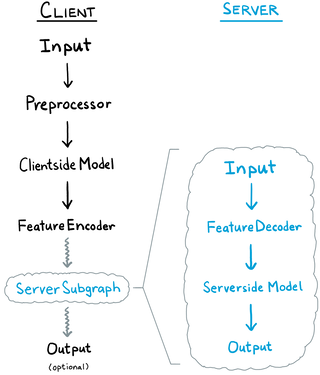 CLIENT
Input
Preprocessor
Clientside Model
Feature Encoder
Server Subgraph
Output
(optional)
SERVER
Input
Feature Decoder
Serverside Model
Output